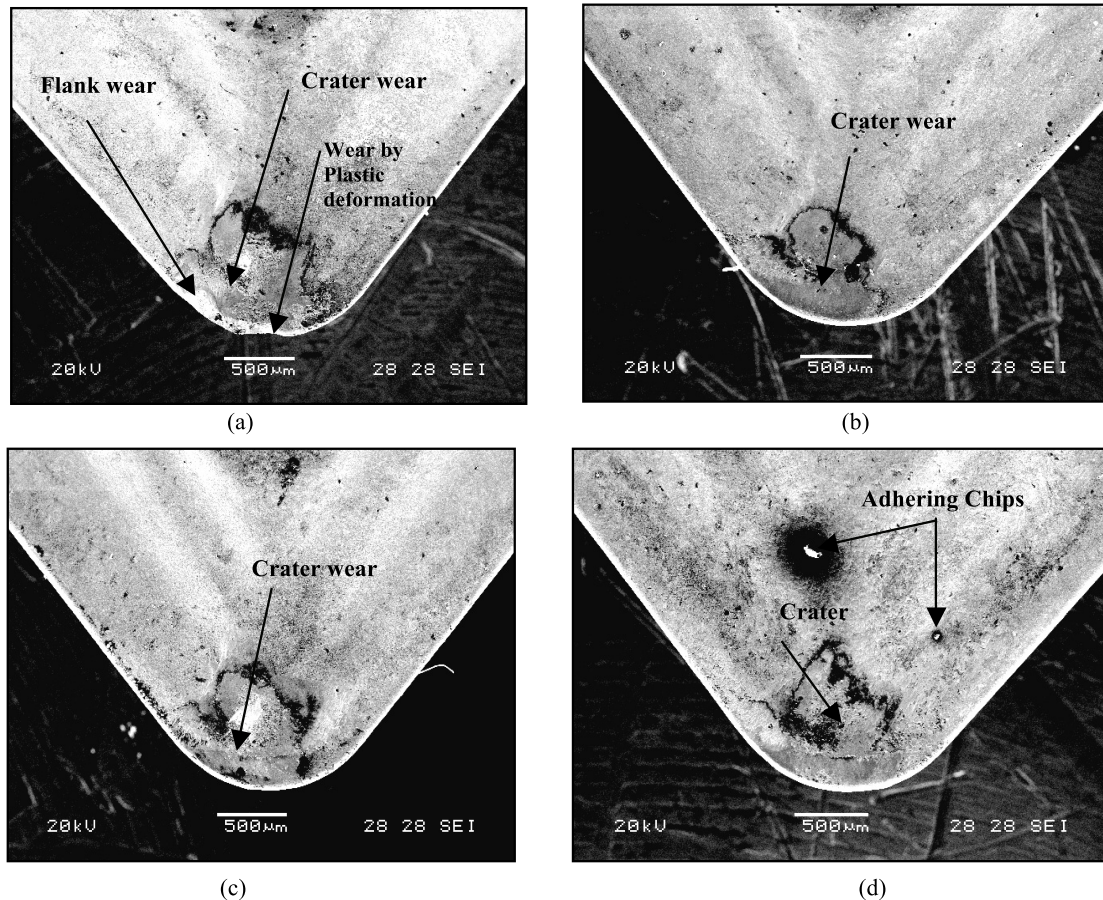 Flank wear
Crater wear
Wear by
Plastic
deformation
20kV
500µm
28 28 SEI
(a)
Crater wear
20kV
500µm
28 28 SEI
(b)
Crater wear
20kV
500µm
28 28 SEI
(c)
Adhering Chips
Crater
20kV
500µm
28 28 SEI
(d)